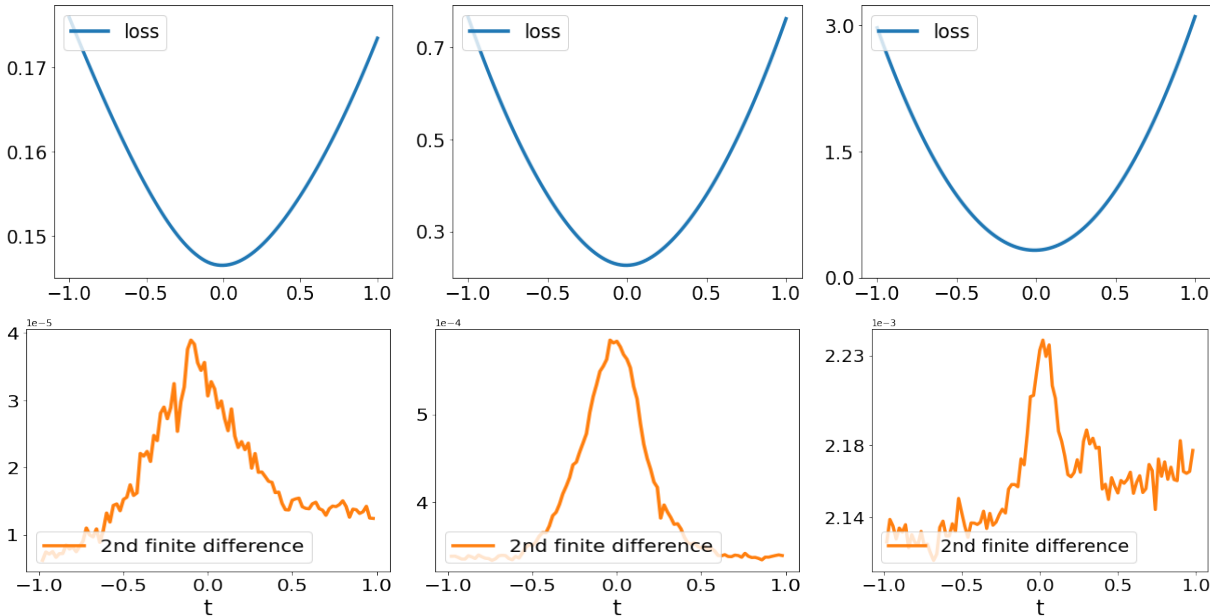 loss
0.17
0.16
0.15
−1.0 −0.5 0.0 0.5 1.0
loss
0.7
0.5
0.3
−1.0 −0.5 0.0 0.5 1.0
loss
3.0
1.5
0.0
−1.0 −0.5 0.0 0.5 1.0
1e−5
4
3
2
1
2nd finite difference
−1.0 −0.5 0.0 0.5 1.0
t
1e−4
5
4
2nd finite difference
−1.0 −0.5 0.0 0.5 1.0
t
1e−3
2.23
2.18
2.14
2nd finite difference
−1.0 −0.5 0.0 0.5 1.0
t